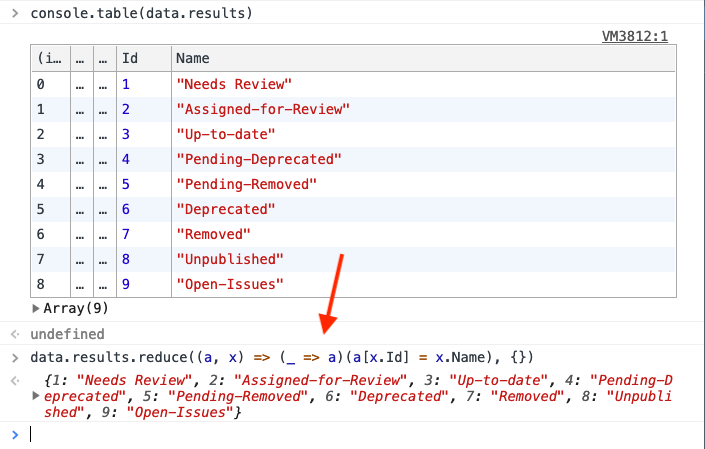 > console.table(data.results)
VM3812:1
(i… … … Id Name
0 … … 1 "Needs Review"
1 … … 2 "Assigned-for-Review"
2 … … 3 "Up-to-date"
3 … … 4 "Pending-Deprecated"
4 … … 5 "Pending-Removed"
5 … … 6 "Deprecated"
6 … … 7 "Removed"
7 … … 8 "Unpublished"
8 … … 9 "Open-Issues"
▶ Array(9)
undefined
> data.results.reduce((a, x) => (_ => a)(a[x.Id] = x.Name), {})
{1: "Needs Review", 2: "Assigned-for-Review", 3: "Up-to-date", 4: "Pending-D
▶ eprecated", 5: "Pending-Removed", 6: "Deprecated", 7: "Removed", 8: "Unpubli
shed", 9: "Open-Issues"}
>